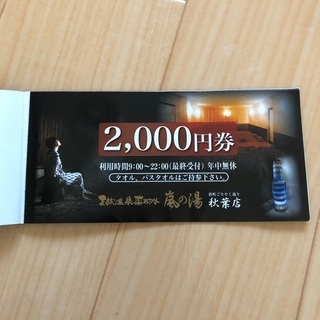 2,000円券
利用時間9:00〜22:00(最終受付) 年中無休
タオル、バスタオルはご持参下さい。
嵐の湯
秋葉店